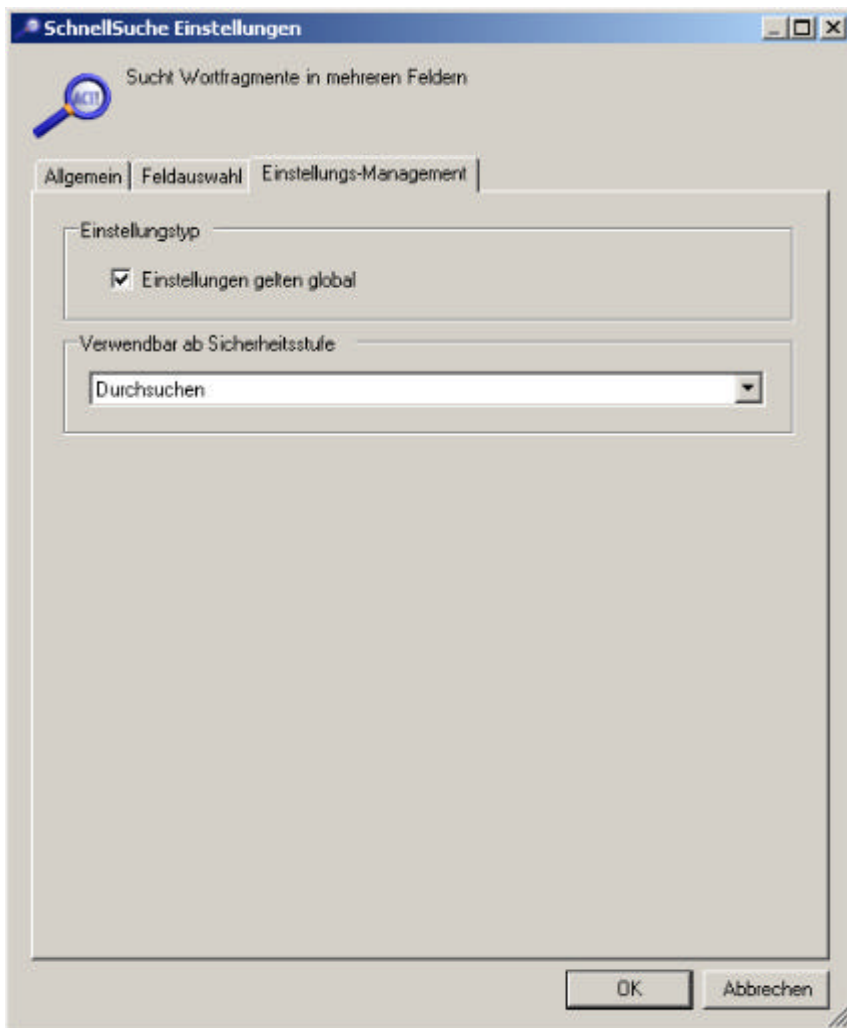 SchnellSuche Einstellungen
Sucht Wortfragmente in mehreren Feldern
ACT!
Allgemein Feldauswahl Einstellungs-Management
Einstellungstyp
Einstellungen gelten global
Verwendbar ab Sicherheitsstufe
Durchsuchen
OK Abbrechen